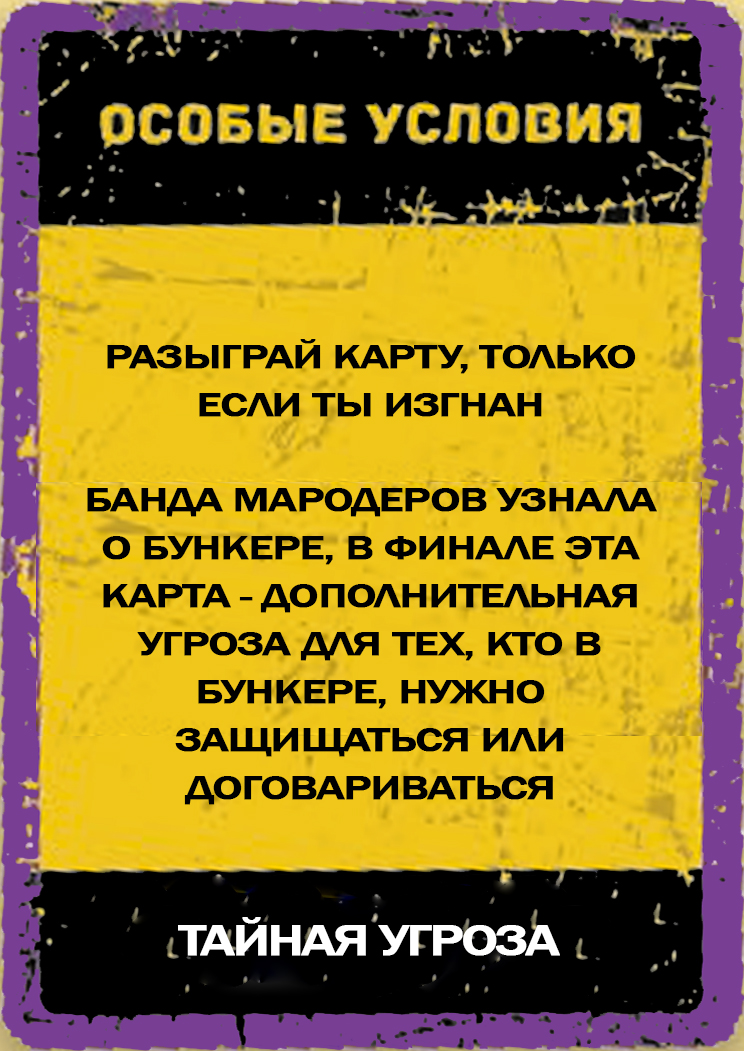 ОСОБЫЕ УСЛОВИЯ
РАЗЫГРАЙ КАРТУ, ТОЛЬКО
ЕСЛИ ТЫ ИЗГНАН
БАНДА МАРОДЕРОВ УЗНАЛА
О БУНКЕРЕ, В ФИНАЛЕ ЭТА
КАРТА - ДОПОЛНИТЕЛЬНАЯ
УГРОЗА ДЛЯ ТЕХ, КТО В
БУНКЕРЕ, НУЖНО
ЗАЩИЩАТЬСЯ ИЛИ
ДОГОВАРИВАТЬСЯ
ТАЙНАЯ УГРОЗА